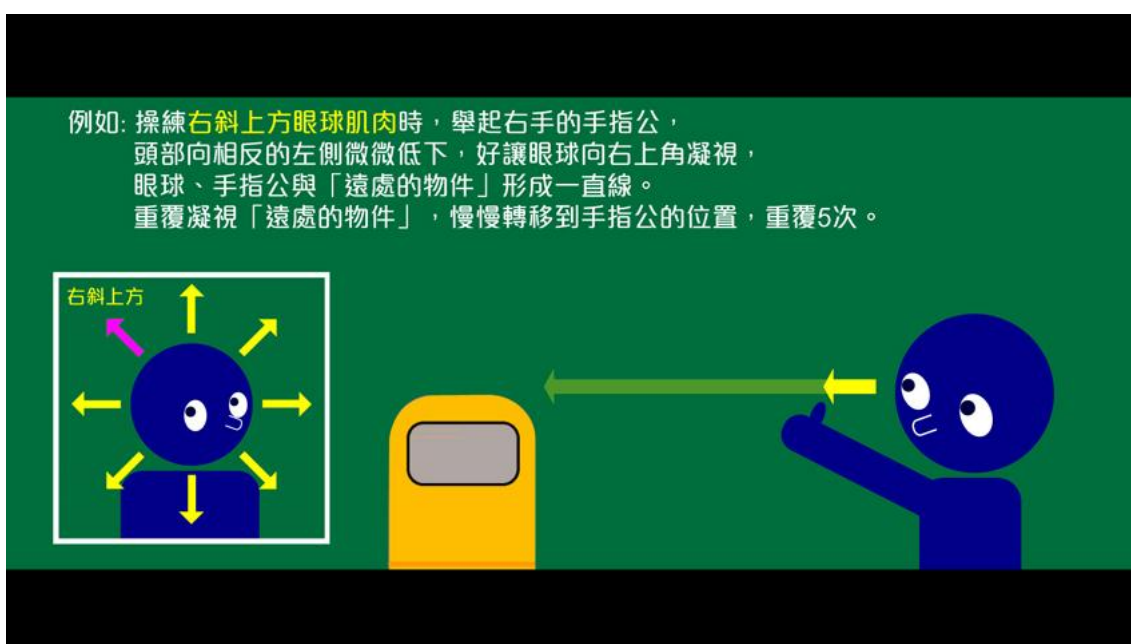 例如: 操練右斜上方眼球肌肉時，舉起右手的手指公，
頭部向相反的左側微微低下，好讓眼球向右上角凝視，
眼球、手指公與「遠處的物件」形成一直線。
重覆凝視「遠處的物件」，慢慢轉移到手指公的位置，重覆5次。
右斜上方